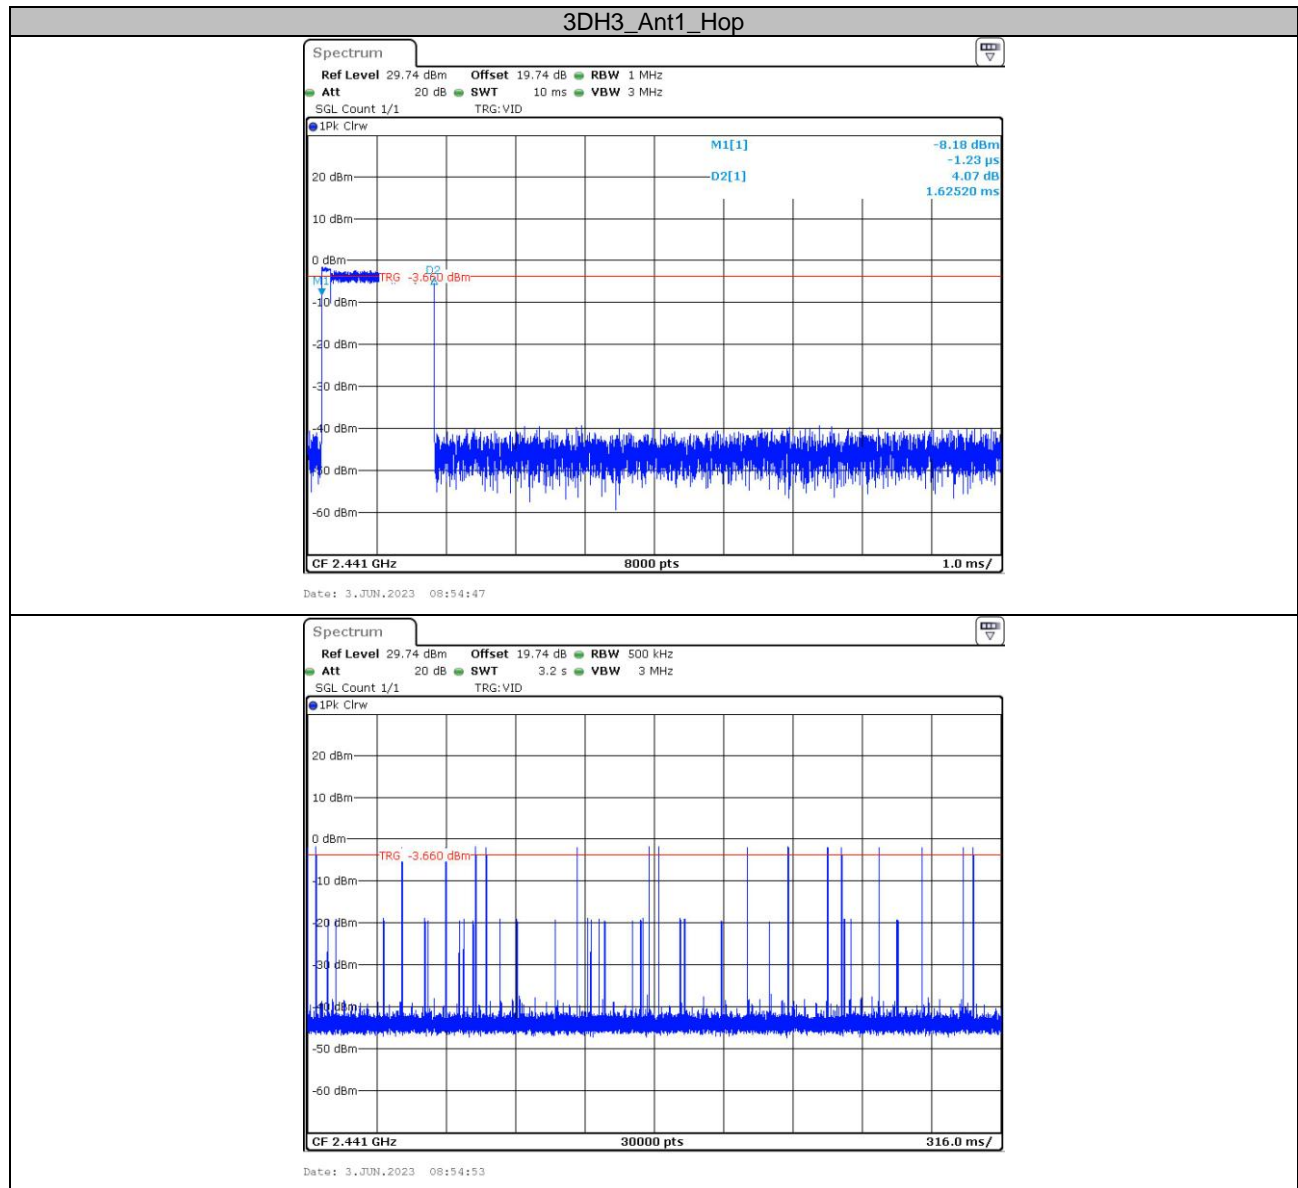 3DH3_Ant1_Hop
Spectrum
Ref Level 29.74 dBm Offset 19.74 dB RBW 1 MHz
Att 20 dB SWT 10 ms VBW 3 MHz
SGL Count 1/1 TRG:VID
1Pk Clrw
M1[1] -8.18 dBm
-1.23 µs
20 dBm D2[1] 4.07 dB
1.62520 ms
10 dBm
0 dBm
D2
M1 TRG -3.660 dBm
-10 dBm
-20 dBm
-30 dBm
-40 dBm
-50 dBm
-60 dBm
CF 2.441 GHz 8000 pts 1.0 ms/
Date: 3.JUN.2023 08:54:47
Spectrum
Ref Level 29.74 dBm Offset 19.74 dB RBW 500 kHz
Att 20 dB SWT 3.2 s VBW 3 MHz
SGL Count 1/1 TRG:VID
1Pk Clrw
20 dBm
10 dBm
0 dBm
TRG -3.660 dBm
-10 dBm
-20 dBm
-30 dBm
-40 dBm
-50 dBm
-60 dBm
CF 2.441 GHz 30000 pts 316.0 ms/
Date: 3.JUN.2023 08:54:53